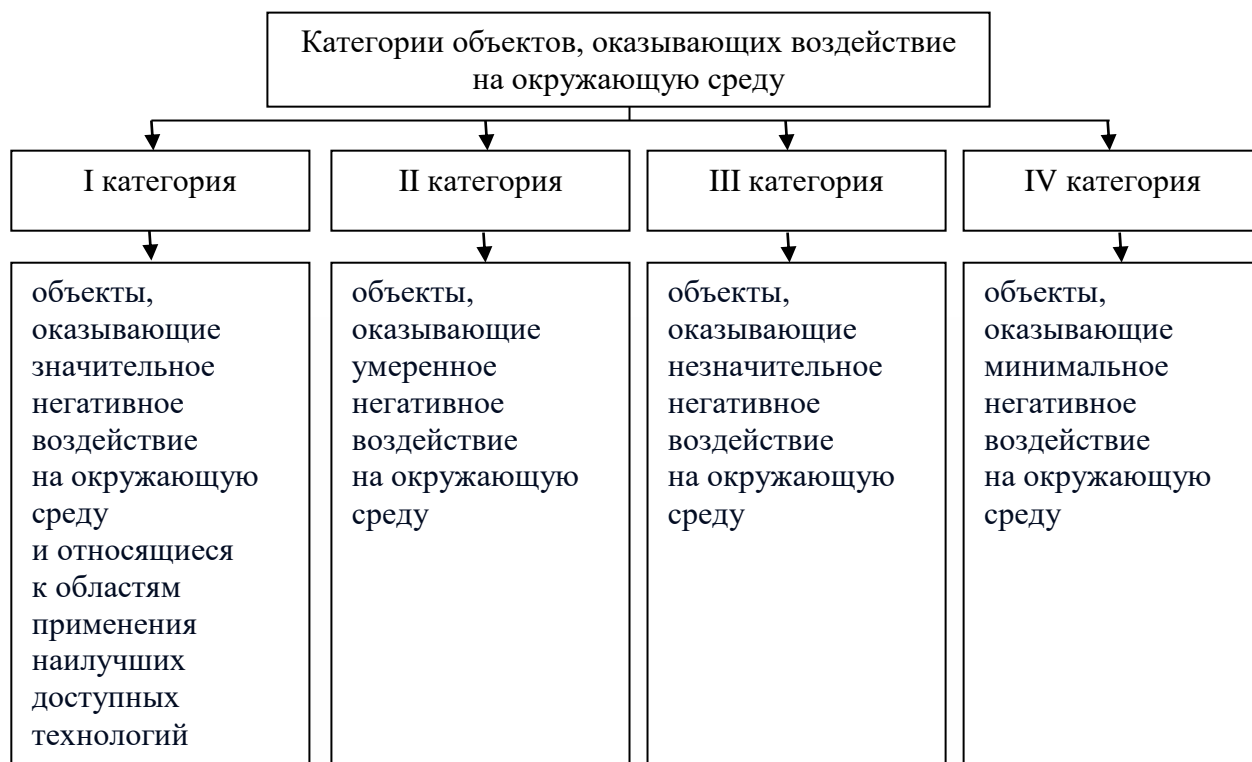 Категории объектов, оказывающих воздействие
на окружающую среду
I категория
II категория
III категория
IV категория
объекты,
оказывающие
значительное
негативное
воздействие
на окружающую
среду
и относящиеся
к областям
применения
наилучших
доступных
технологий
объекты,
оказывающие
умеренное
негативное
воздействие
на окружающую
среду
объекты,
оказывающие
незначительное
негативное
воздействие
на окружающую
среду
объекты,
оказывающие
минимальное
негативное
воздействие
на окружающую
среду